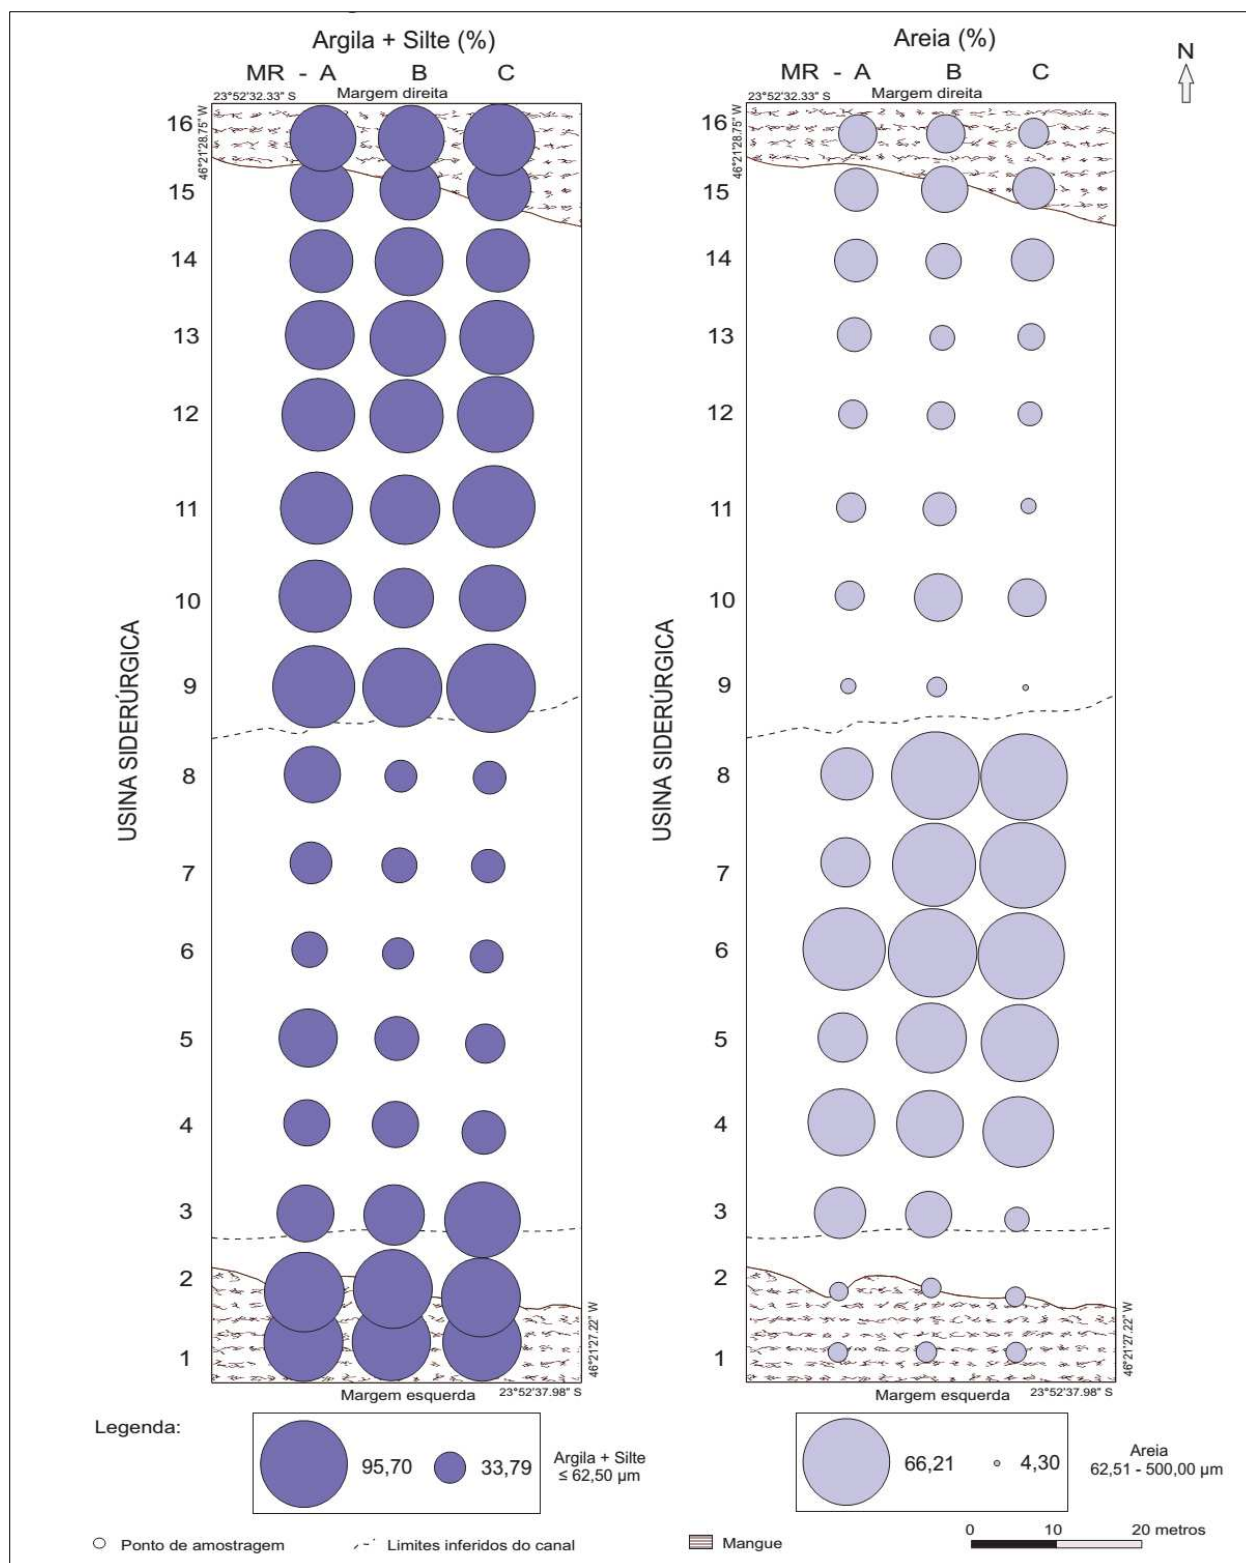 Argila + Silte (%)
MR - A B C
23°52'32.33" S Margem direita
46°21'28.75" W
16
15
14
13
12
11
10
9
8
7
6
5
4
3
2
1
USINA SIDERÚRGICA
46°21'27.22" W
Margem esquerda 23°52'37.98" S
Areia (%)
MR - A B C
N
23°52'32.33" S Margem direita
46°21'28.75" W
16
15
14
13
12
11
10
9
8
7
6
5
4
3
2
1
USINA SIDERÚRGICA
46°21'27.22" W
Margem esquerda 23°52'37.98" S
Legenda:
95,70 33,79 Argila + Silte
≤ 62,50 µm
66,21 4,30 Areia
62,51 - 500,00 µm
Ponto de amostragem Limites inferidos do canal Mangue
0 10 20 metros